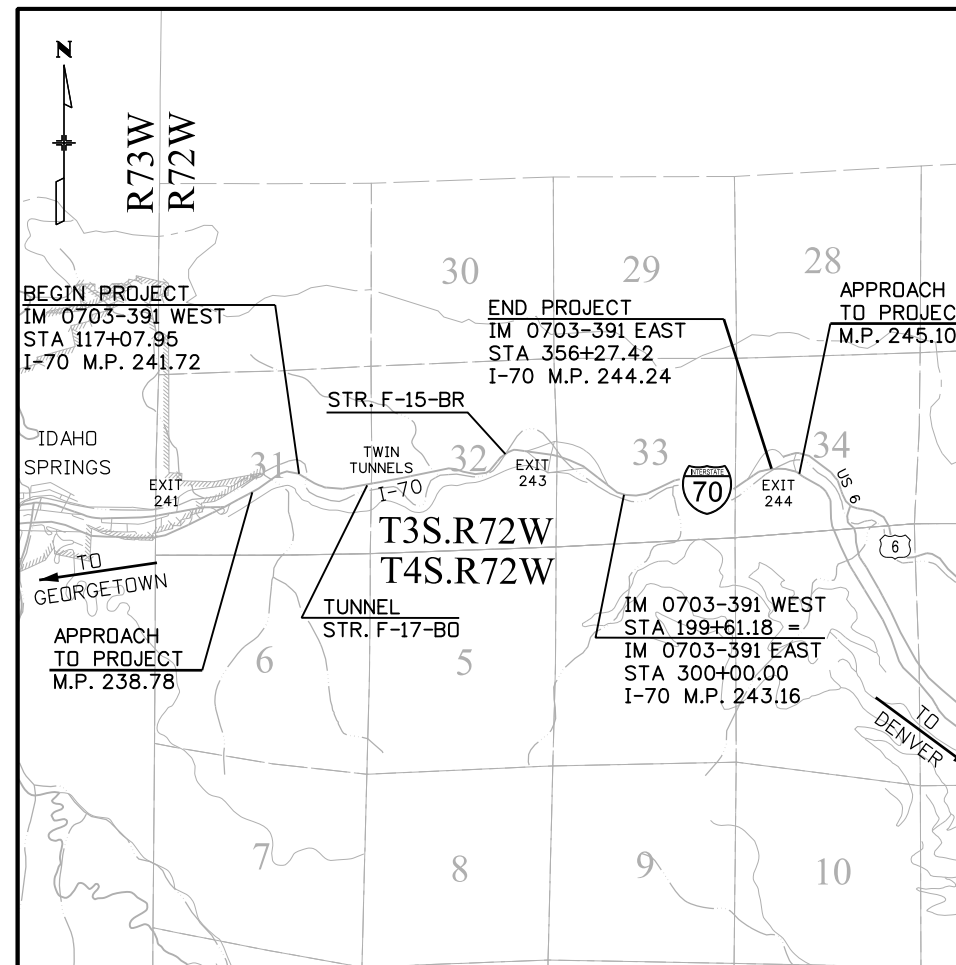 N
R73W
R72W
30
29
28
BEGIN PROJECT
IM 0703-391 WEST
STA 117+07.95
I-70 M.P. 241.72
END PROJECT
IM 0703-391 EAST
STA 356+27.42
I-70 M.P. 244.24
APPROACH
TO PROJEC
M.P. 245.10
STR. F-15-BR
IDAHO
SPRINGS
EXIT
241
31
TWIN
TUNNELS
I-70
32
EXIT
243
33
INTERSTATE
70
34
EXIT
244
US 6
6
T3S.R72W
T4S.R72W
TO
GEORGETOWN
TUNNEL
STR. F-17-BO
APPROACH
TO PROJECT
M.P. 238.78
6
5
IM 0703-391 WEST
STA 199+61.18 =
IM 0703-391 EAST
STA 300+00.00
I-70 M.P. 243.16
TO
DENVER
7
8
9
10